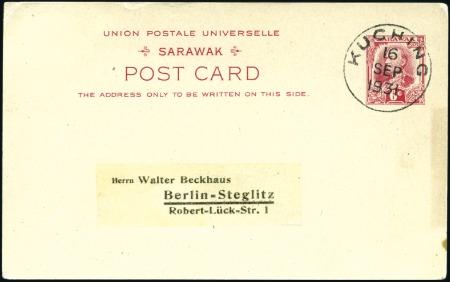 UNION POSTALE UNIVERSELLE
SARAWAK
POST CARD
THE ADDRESS ONLY TO BE WRITTEN ON THIS SIDE.
KUCHING
16
SEP
1931
Herrn Walter Beckhaus
Berlin-Steglitz
Robert-Lück-Str. 1